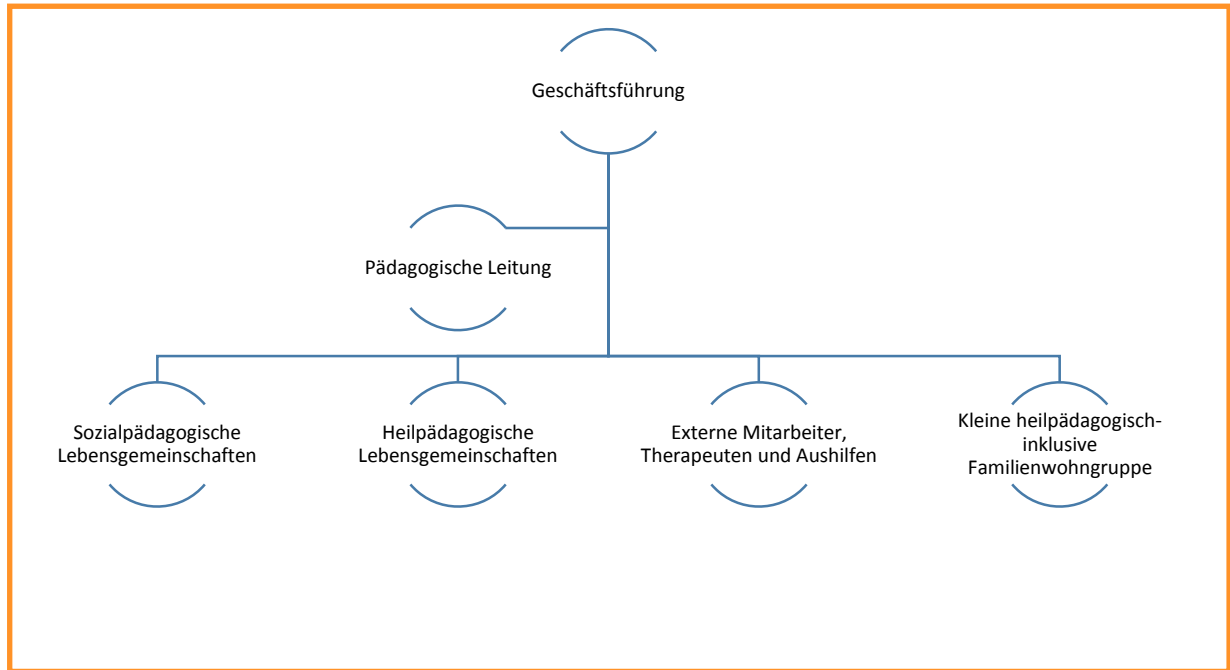 Geschäftsführung
Pädagogische Leitung
Sozialpädagogische
Lebensgemeinschaften
Heilpädagogische
Lebensgemeinschaften
Externe Mitarbeiter,
Therapeuten und Aushilfen
Kleine heilpädagogisch-
inklusive
Familienwohngruppe